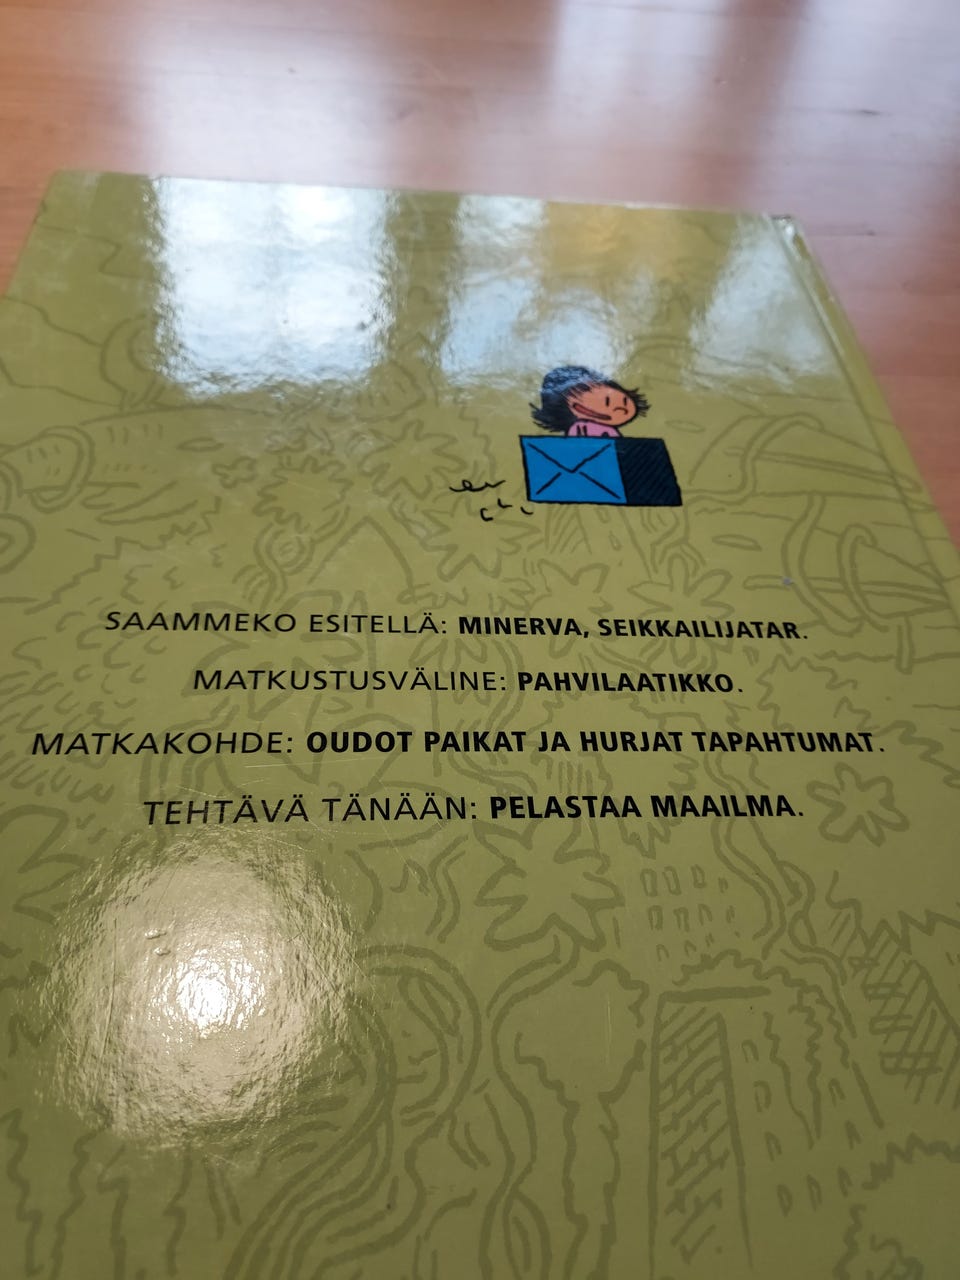 SAAMMEKO ESITELLÄ: MINERVA, SEIKKAILIJATAR.
MATKUSTUSVÄLINE: PAHVILAATIKKO.
MATKAKOHDE: OUDOT PAIKAT JA HURJAT TAPAHTUMAT.
TEHTÄVÄ TÄNÄÄN: PELASTAA MAAILMA.